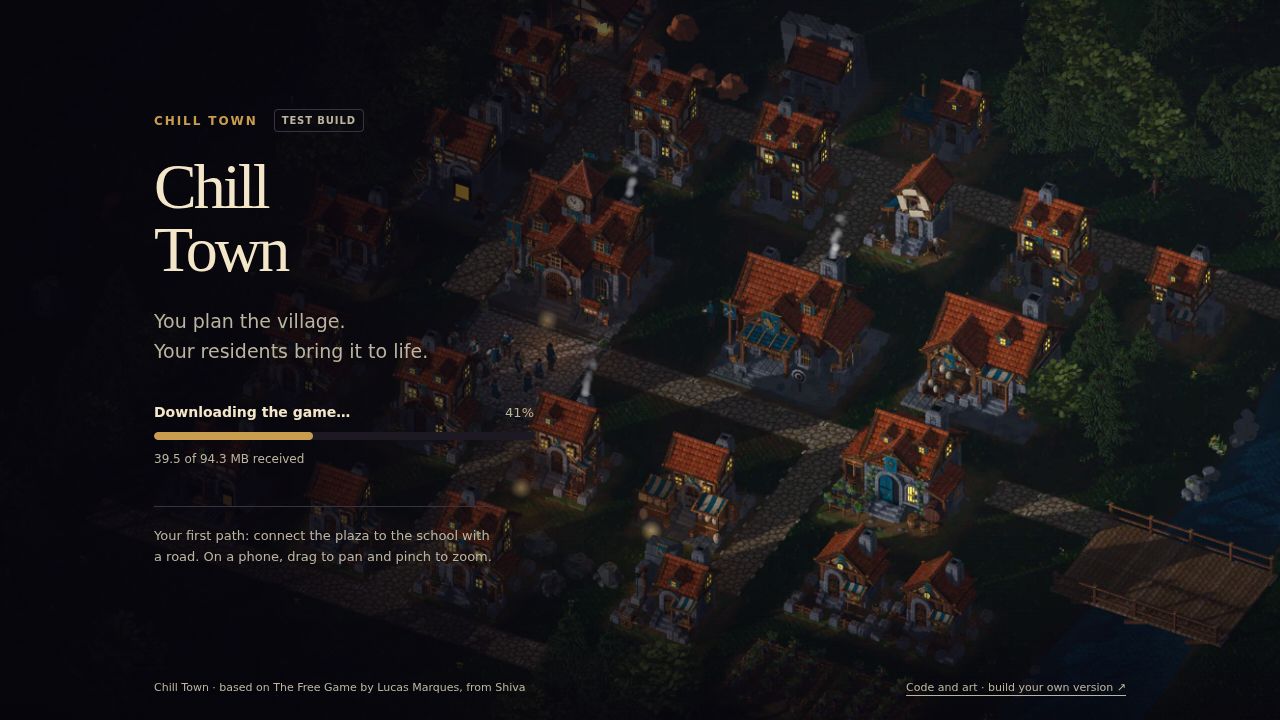 CHILL TOWN TEST BUILD
Chill
Town
You plan the village.
Your residents bring it to life.
Downloading the game… 41%
39.5 of 94.3 MB received
Your first path: connect the plaza to the school with
a road. On a phone, drag to pan and pinch to zoom.
Chill Town · based on The Free Game by Lucas Marques, from Shiva
Code and art · build your own version ↗